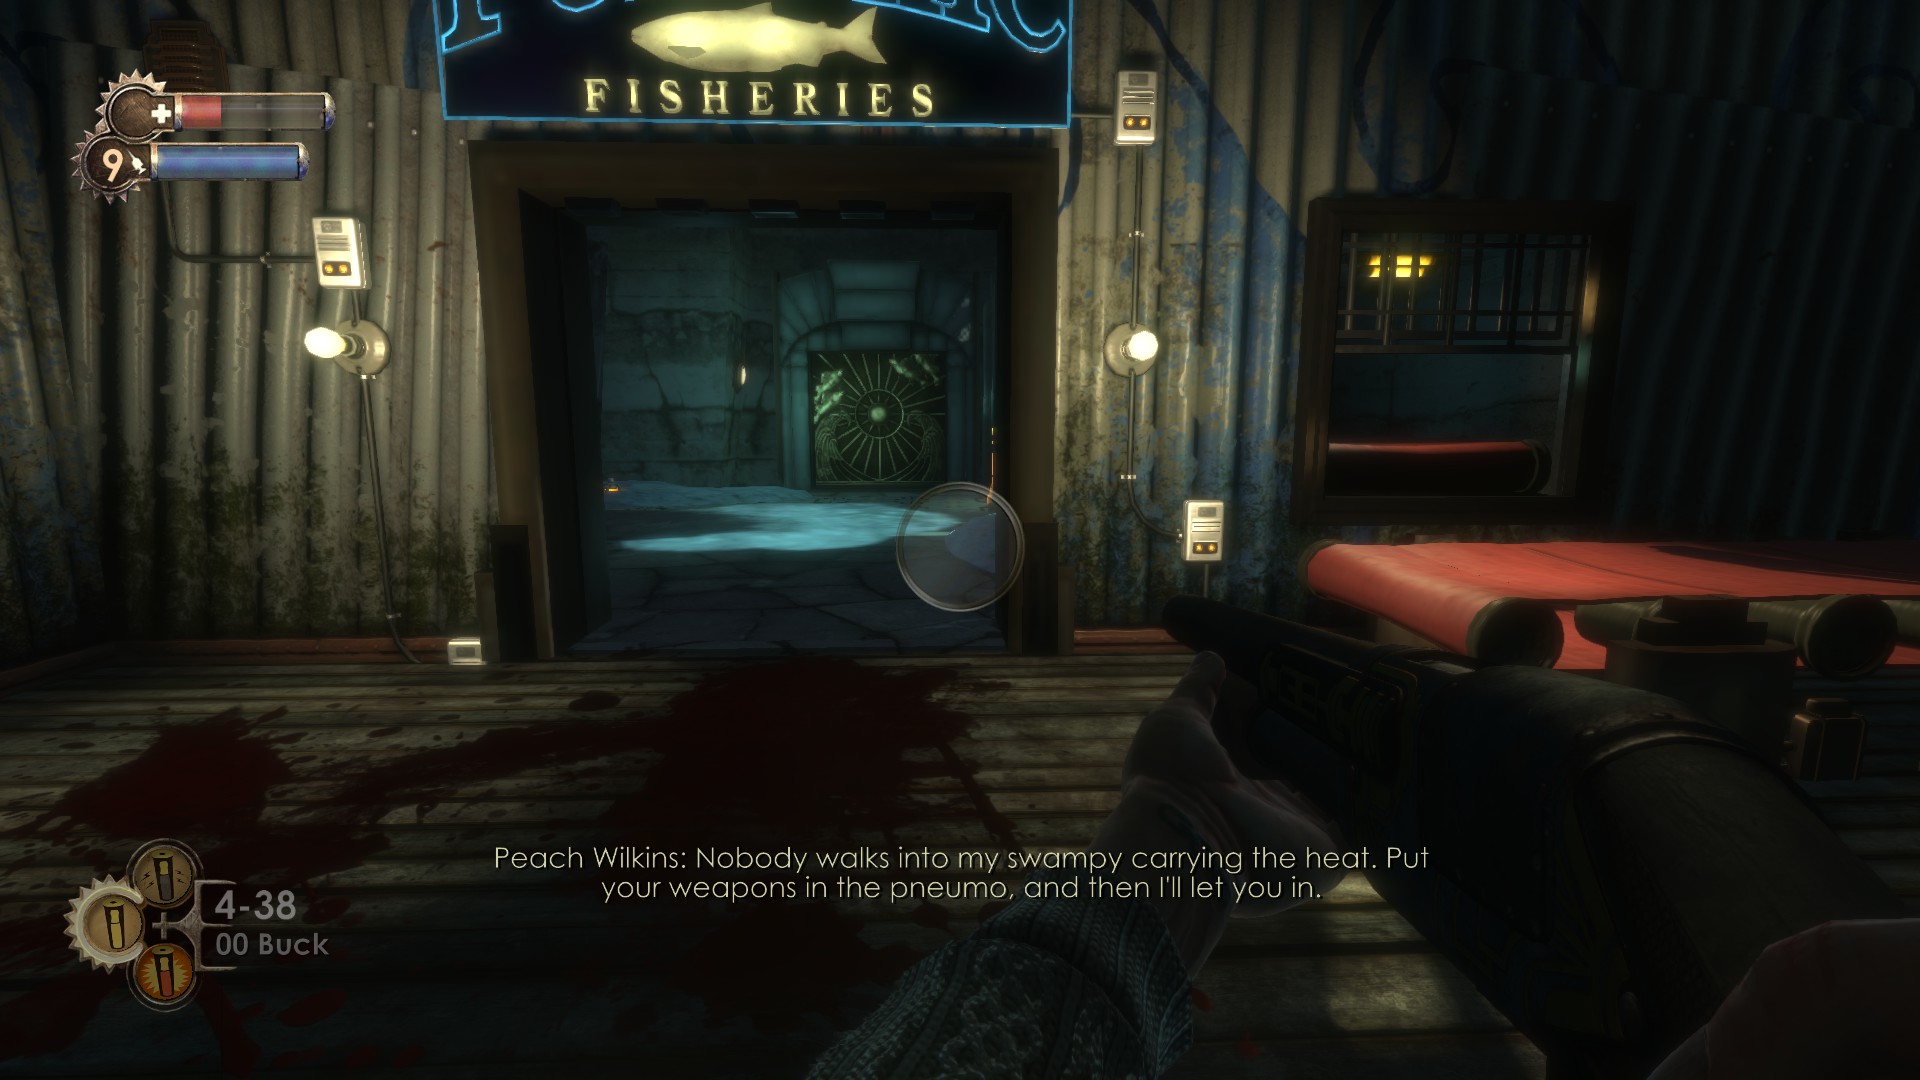 FISHERIES
9
Peach Wilkins: Nobody walks into my swampy carrying the heat. Put
your weapons in the pneumo, and then I'll let you in.
4-38
00 Buck